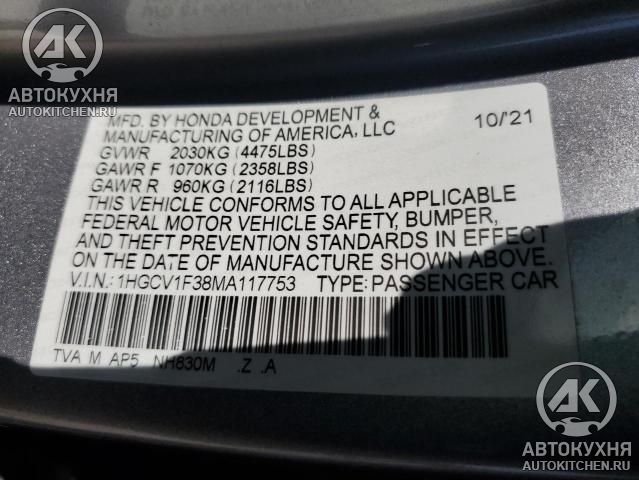 AK
АВТОКУХНЯ
AUTOKITCHEN.RU
MFD. BY HONDA DEVELOPMENT &
MANUFACTURING OF AMERICA, LLC 10/'21
GVWR 2030KG (4475LBS)
GAWR F 1070KG (2358LBS)
GAWR R 960KG (2116LBS)
THIS VEHICLE CONFORMS TO ALL APPLICABLE
FEDERAL MOTOR VEHICLE SAFETY, BUMPER,
AND THEFT PREVENTION STANDARDS IN EFFECT
ON THE DATE OF MANUFACTURE SHOWN ABOVE.
V.I.N.: 1HGCV1F38MA117753 TYPE: PASSENGER CAR
TVA M AP5 NH830M .Z .A
AK
АВТОКУХНЯ
AUTOKITCHEN.RU